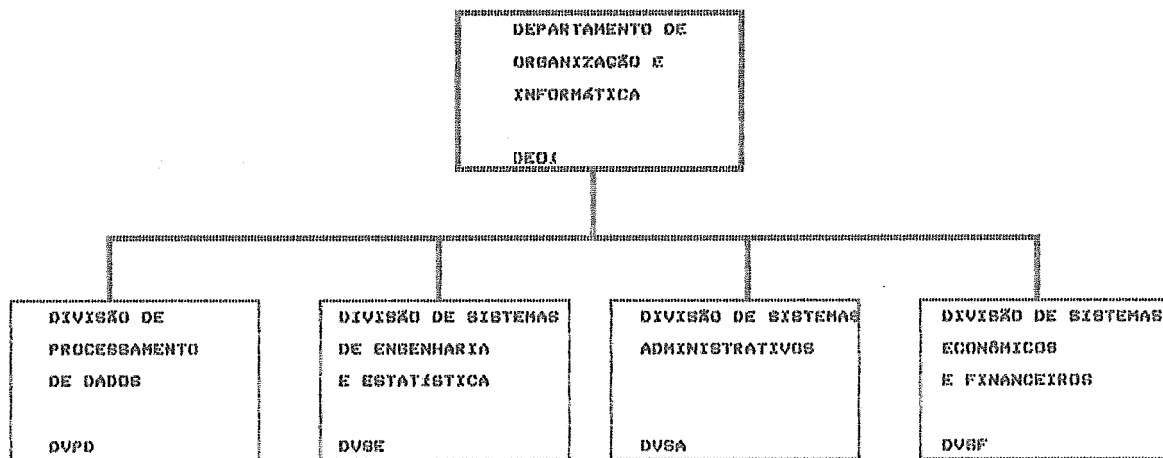 DEPARTAMENTO DE
ORGANIZAÇÃO E
INFORMÁTICA
DEOI
DIVISÃO DE
PROCESSAMENTO
DE DADOS
DVPD
DIVISÃO DE SISTEMAS
DE ENGENHARIA
E ESTATÍSTICA
DVSE
DIVISÃO DE SISTEMAS
ADMINISTRATIVOS
DVSA
DIVISÃO DE SISTEMAS
ECONÔMICOS
E FINANCEIROS
DVSF